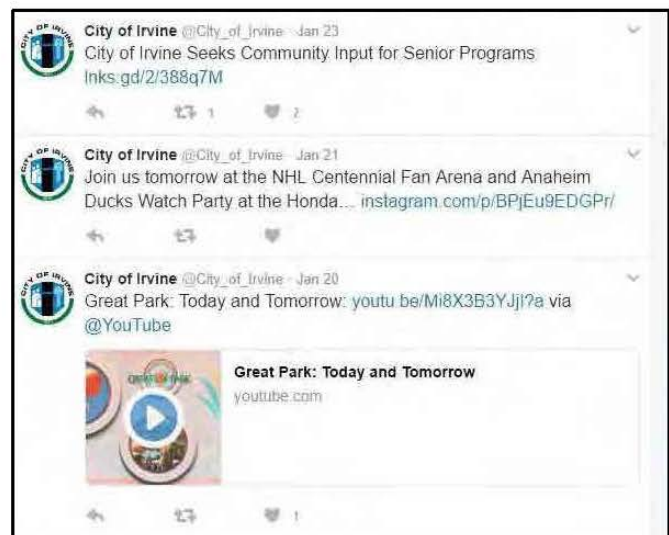 City of Irvine @City_of_Irvine · Jan 23
City of Irvine Seeks Community Input for Senior Programs
lnks.gd/2/388q7M
1 2
City of Irvine @City_of_Irvine · Jan 21
Join us tomorrow at the NHL Centennial Fan Arena and Anaheim
Ducks Watch Party at the Honda… instagram.com/p/BPjEu9EDGPr/
City of Irvine @City_of_Irvine · Jan 20
Great Park: Today and Tomorrow: youtu.be/Mi8X3B3YJjI?a via
@YouTube
Great Park: Today and Tomorrow
youtube.com
1